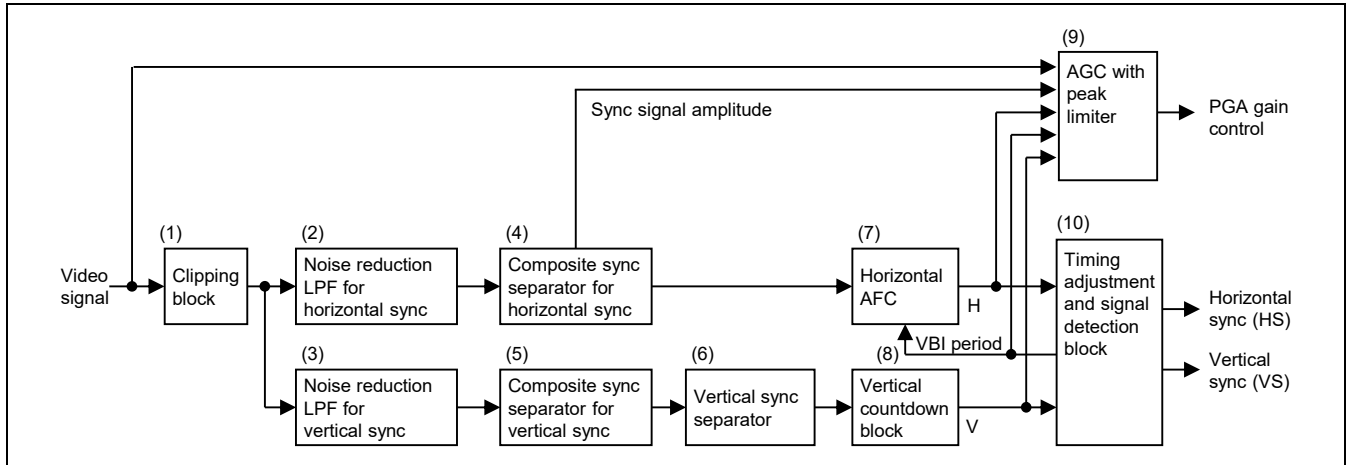 (9)
AGC with
peak
limiter
PGA gain
control
Sync signal amplitude
(1)
Clipping
block
(2)
Noise reduction
LPF for
horizontal sync
(4)
Composite sync
separator for
horizontal sync
(7)
Horizontal
AFC
H
(10)
Timing
adjustment
and signal
detection
block
Video
signal
Horizontal
sync (HS)
Vertical
sync (VS)
VBI period
(3)
Noise reduction
LPF for
vertical sync
(5)
Composite sync
separator for
vertical sync
(6)
Vertical sync
separator
(8)
Vertical
countdown
block
V